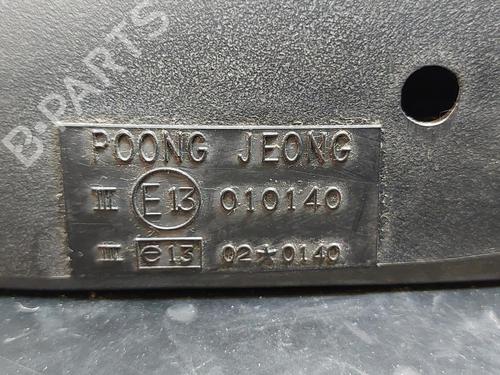 B-PARTS
POONG JEONG
III E13 010140
III e13 02*0140